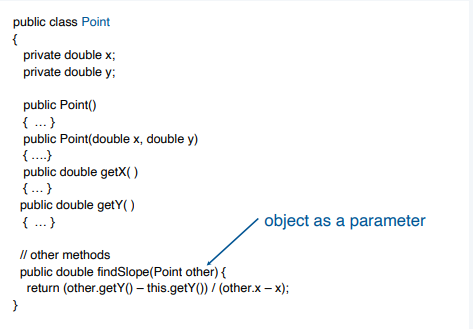 public class Point
{
private double x;
private double y;
public Point()
{ ... }
public Point(double x, double y)
{ ....}
public double getX( )
{ ... }
public double getY( )
{ ... }
object as a parameter
// other methods
public double findSlope(Point other) {
return (other.getY() – this.getY()) / (other.x – x);
}